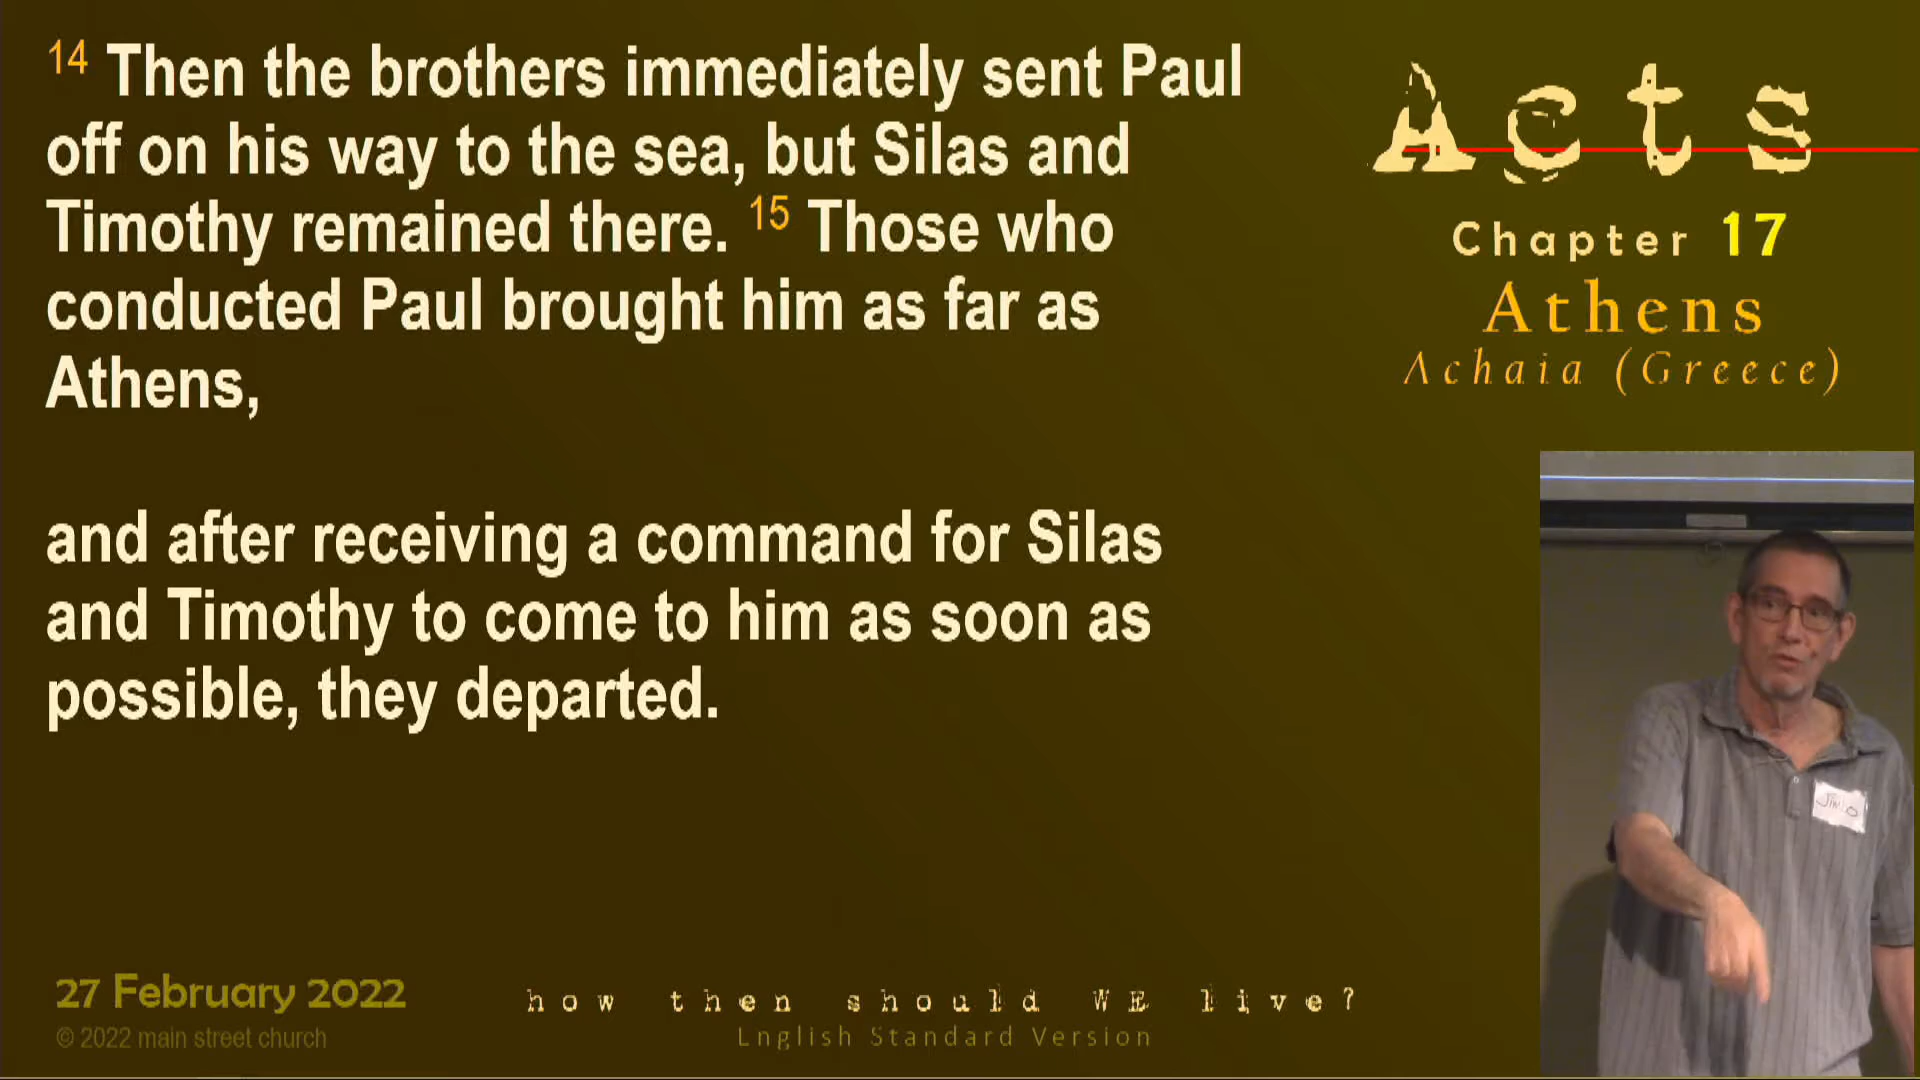 14 Then the brothers immediately sent Paul
off on his way to the sea, but Silas and
Timothy remained there. 15 Those who
conducted Paul brought him as far as
Athens,
and after receiving a command for Silas
and Timothy to come to him as soon as
possible, they departed.
Acts
Chapter 17
Athens
Achaia (Greece)
27 February 2022
© 2022 main street church
how then should WE live?
English Standard Version